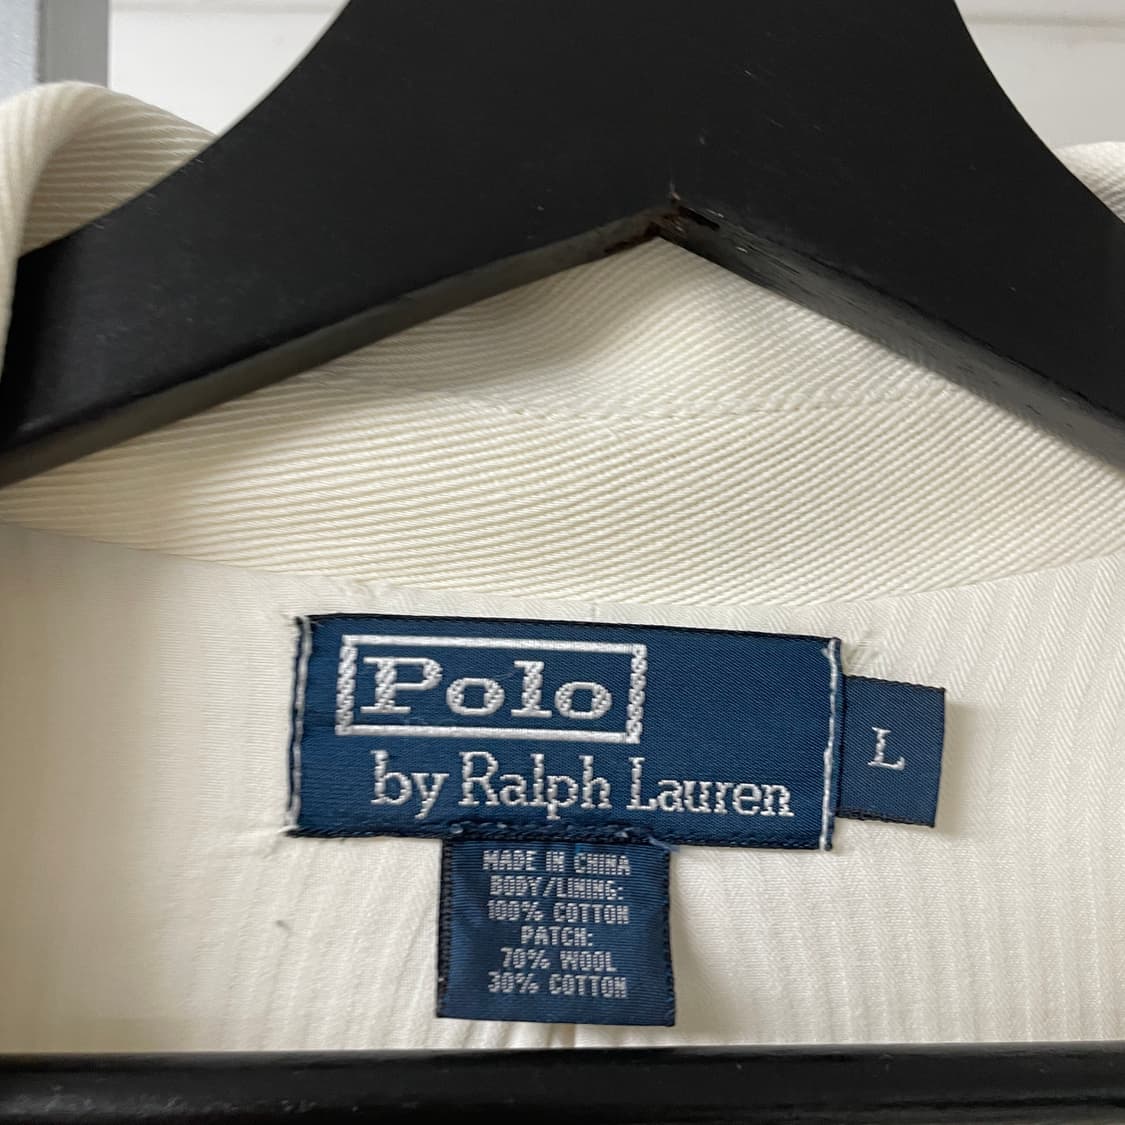 Polo
by Ralph Lauren
L
MADE IN CHINA
BODY/LINING:
100% COTTON
PATCH:
70% WOOL
30% COTTON